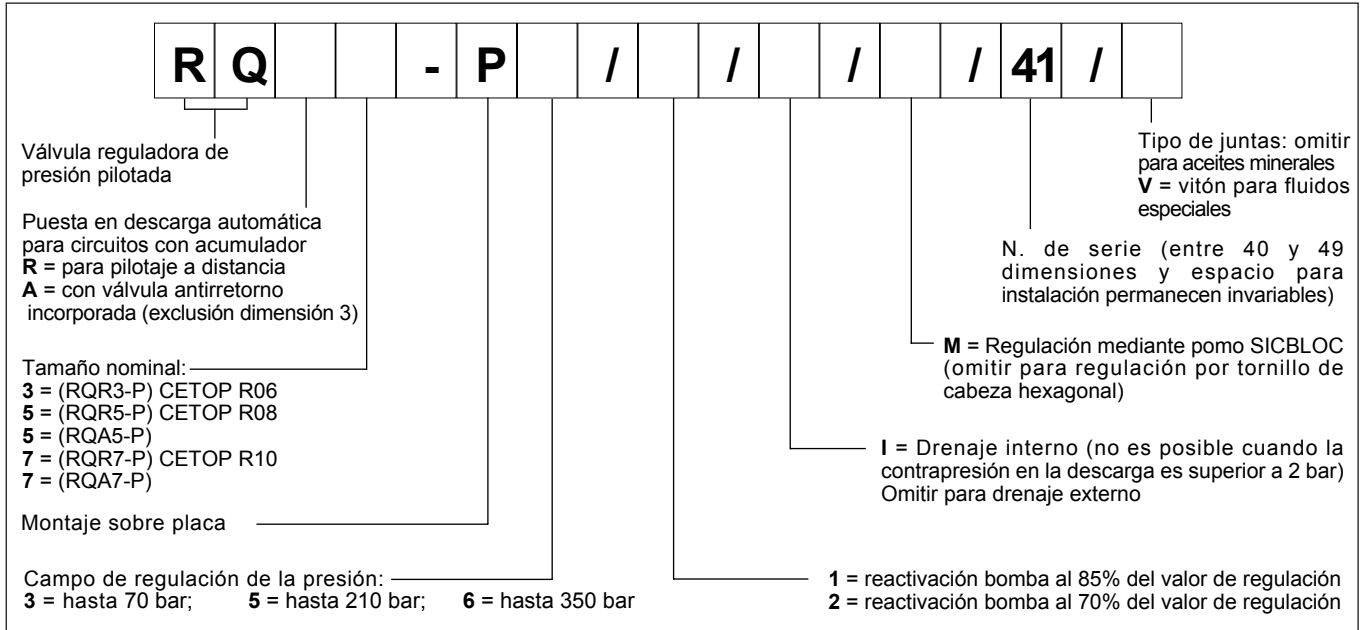 R Q - P / / / / 41 /
Válvula reguladora de
presión pilotada
Puesta en descarga automática
para circuitos con acumulador
R = para pilotaje a distancia
A = con válvula antirretorno
incorporada (exclusión dimensión 3)
Tamaño nominal:
3 = (RQR3-P) CETOP R06
5 = (RQR5-P) CETOP R08
5 = (RQA5-P)
7 = (RQR7-P) CETOP R10
7 = (RQA7-P)
Montaje sobre placa
Campo de regulación de la presión:
3 = hasta 70 bar; 5 = hasta 210 bar; 6 = hasta 350 bar
Tipo de juntas: omitir
para aceites minerales
V = vitón para fluidos
especiales
N. de serie (entre 40 y 49
dimensiones y espacio para
instalación permanecen invariables)
M = Regulación mediante pomo SICBLOC
(omitir para regulación por tornillo de
cabeza hexagonal)
I = Drenaje interno (no es posible cuando la
contrapresión en la descarga es superior a 2 bar)
Omitir para drenaje externo
1 = reactivación bomba al 85% del valor de regulación
2 = reactivación bomba al 70% del valor de regulación